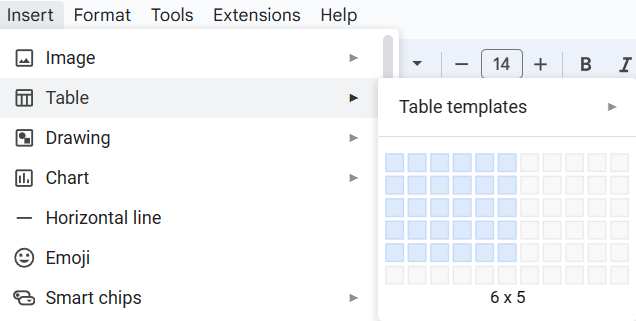 Insert Format Tools Extensions Help
Image
14 B I
Table
Table templates
Drawing
Chart
Horizontal line
Emoji
Smart chips
6 x 5